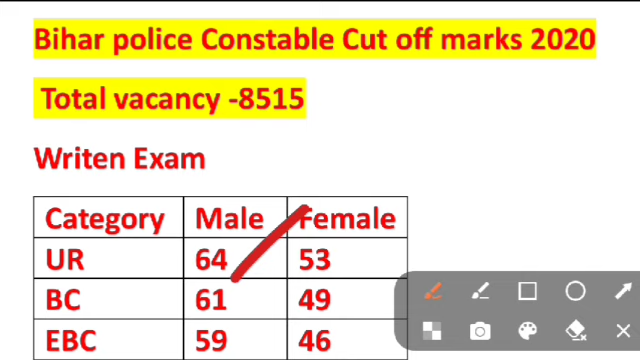 Bihar police Constable Cut off marks 2020
Total vacancy -8515
Writen Exam
Category Male Female
UR 64 53
BC 61 49
EBC 59 46